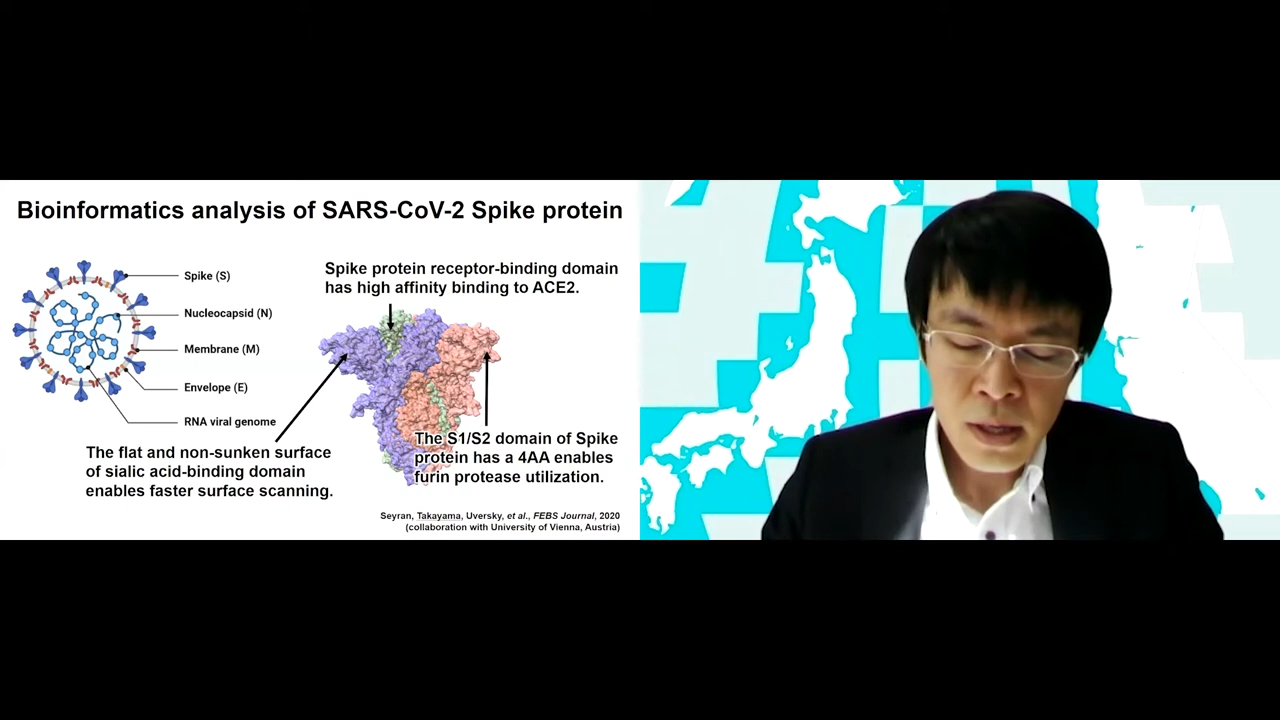 Bioinformatics analysis of SARS-CoV-2 Spike protein
Spike (S)
Nucleocapsid (N)
Membrane (M)
Envelope (E)
RNA viral genome
Spike protein receptor-binding domain
has high affinity binding to ACE2.
The flat and non-sunken surface
of sialic acid-binding domain
enables faster surface scanning.
The S1/S2 domain of Spike
protein has a 4AA enables
furin protease utilization.
Seyran, Takayama, Uversky, et al., FEBS Journal, 2020
(collaboration with University of Vienna, Austria)